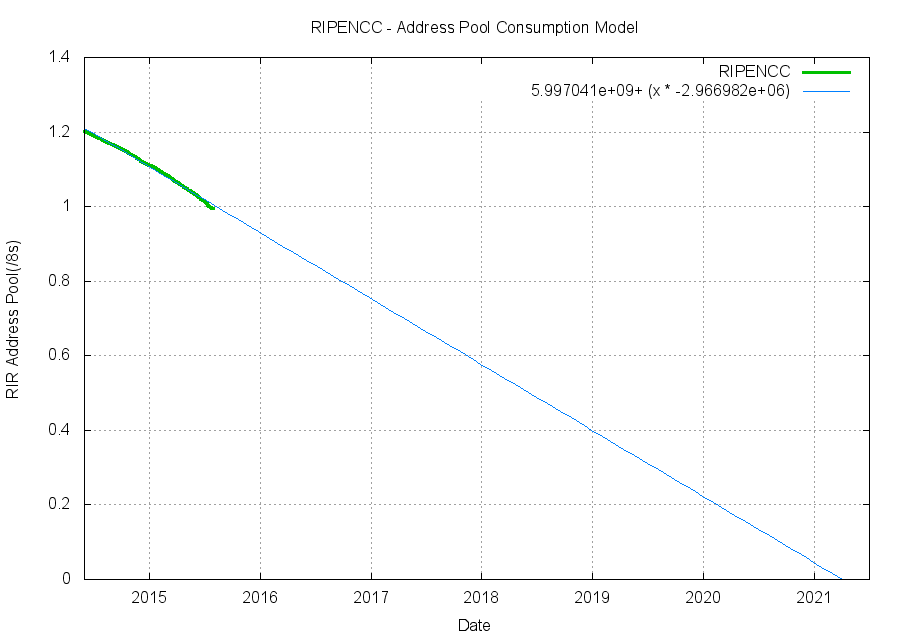 RIPENCC - Address Pool Consumption Model
1.4
1.2
1
0.8
0.6
0.4
0.2
0
RIPENCC
5.997041e+09+ (x * -2.966982e+06)
RIR Address Pool(/8s)
2015 2016 2017 2018 2019 2020 2021
Date